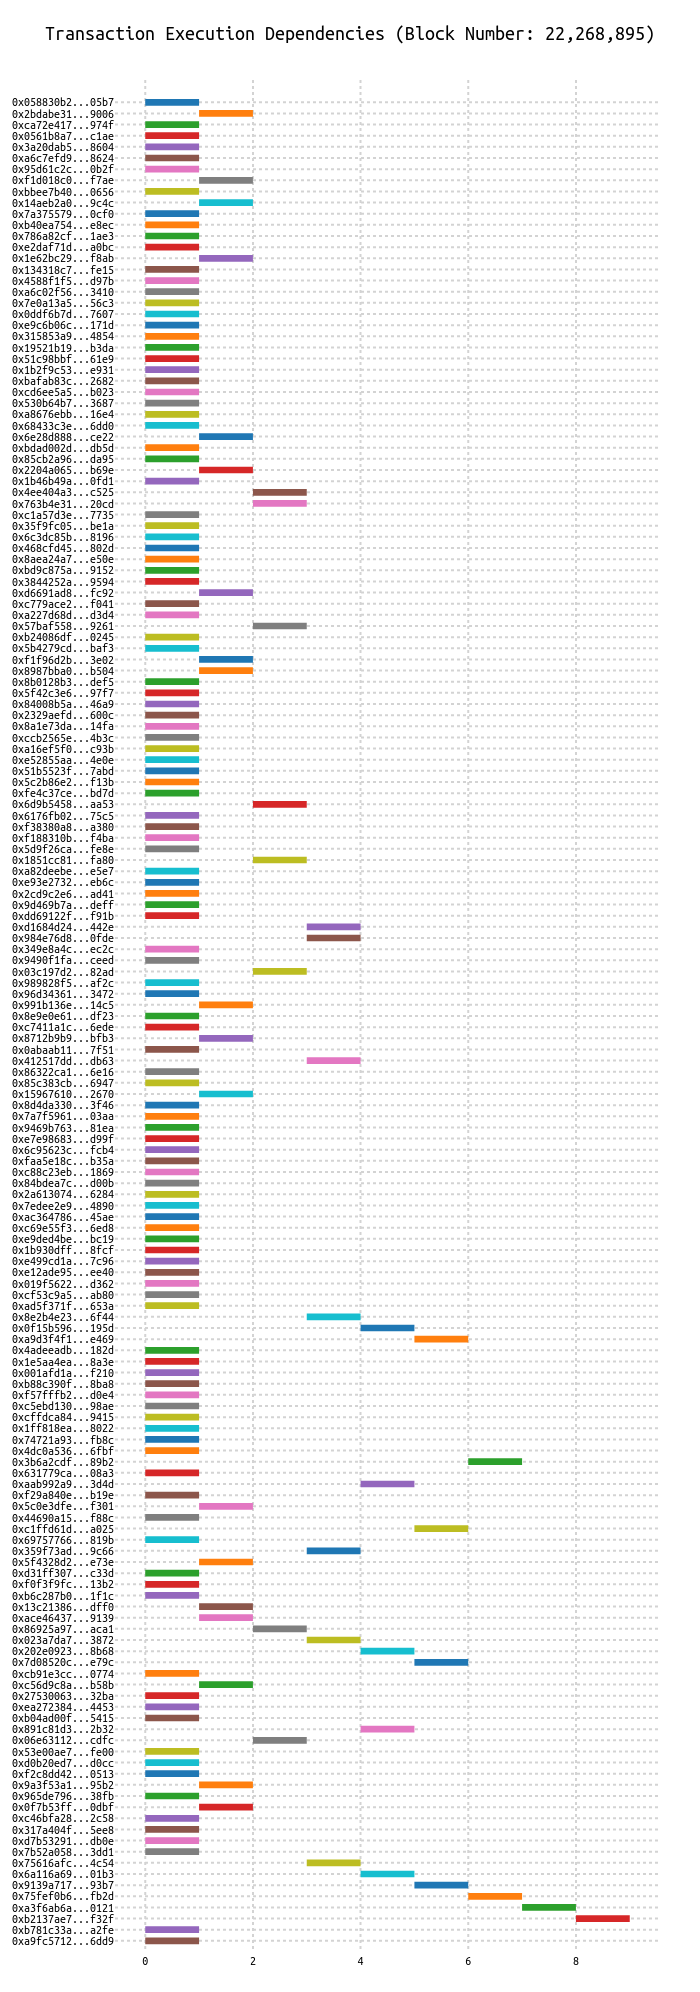 Transaction Execution Dependencies (Block Number: 22,268,895)
0x058830b2...05b7
0x2bdabe31...9006
0xca72e417...974f
0x0561b8a7...c1ae
0x3a20dab5...8604
0xa6c7efd9...8624
0x95d61c2c...0b2f
0xf1d018c0...f7ae
0xbbee7b40...0656
0x14aeb2a0...9c4c
0x7a375579...0cf0
0xb40ea754...e8ec
0x786a82cf...1ae3
0xe2daf71d...a0bc
0x1e62bc29...f8ab
0x134318c7...fe15
0x4588f1f5...d97b
0xa6c02f56...3410
0x7e0a13a5...56c3
0x0ddf6b7d...7607
0xe9c6b06c...171d
0x315853a9...4854
0x19521b19...b3da
0x51c98bbf...61e9
0x1b2f9c53...e931
0xbafab83c...2682
0xcd6ee5a5...b023
0x530b64b7...3687
0xa8676ebb...16e4
0x68433c3e...6dd0
0x6e28d888...ce22
0xbdad002d...db5d
0x85cb2a96...da95
0x2204a065...b69e
0x1b46b49a...0fd1
0x4ee404a3...c525
0x763b4e31...20cd
0xc1a57d3e...7735
0x35f9fc05...be1a
0x6c3dc85b...8196
0x468cfd45...802d
0x8aea24a7...e50e
0xbd9c875a...9152
0x3844252a...9594
0xd6691ad8...fc92
0xc779ace2...f041
0xa227d68d...d3d4
0x57baf558...9261
0xb24086df...0245
0x5b4279cd...baf3
0xf1f96d2b...3e02
0x8987bba0...b504
0x8b0128b3...def5
0x5f42c3e6...97f7
0x84008b5a...46a9
0x2329aefd...600c
0x8a1e73da...14fa
0xccb2565e...4b3c
0xa16ef5f0...c93b
0xe52855aa...4e0e
0x51b5523f...7abd
0x5c2b86e2...f13b
0xfe4c37ce...bd7d
0x6d9b5458...aa53
0x6176fb02...75c5
0xf38380a8...a380
0xf188310b...f4ba
0x5d9f26ca...fe8e
0x1851cc81...fa80
0xa82deebe...e5e7
0xe93e2732...eb6c
0x2cd9c2e6...ad41
0x9d469b7a...deff
0xdd69122f...f91b
0xd1684d24...442e
0x984e76d8...0fde
0x349e8a4c...ec2c
0x9490f1fa...ceed
0x03c197d2...82ad
0x989828f5...af2c
0x96d34361...3472
0x991b136e...14c5
0x8e9e0e61...df23
0xc7411a1c...6ede
0x8712b9b9...bfb3
0x0abaab11...7f51
0x412517dd...db63
0x86322ca1...6e16
0x85c383cb...6947
0x15967610...2670
0x8d4da330...3f46
0x7a7f5961...03aa
0x9469b763...81ea
0xe7e98683...d99f
0x6c95623c...fcb4
0xfaa5e18c...b35a
0xc88c23eb...1869
0x84bdea7c...d00b
0x2a613074...6284
0x7edee2e9...4890
0xac364786...45ae
0xc69e55f3...6ed8
0xe9ded4be...bc19
0x1b930dff...8fcf
0xe499cd1a...7c96
0xe12ade95...ee40
0x019f5622...d362
0xcf53c9a5...ab80
0xad5f371f...653a
0x8e2b4e23...6f44
0x0f15b596...195d
0xa9d3f4f1...e469
0x4adeeadb...182d
0x1e5aa4ea...8a3e
0x001afd1a...f210
0xb88c390f...8ba8
0xf57fffb2...d0e4
0xc5ebd130...98ae
0xcffdca84...9415
0x1ff818ea...8022
0x74721a93...fb8c
0x4dc0a536...6fbf
0x3b6a2cdf...89b2
0x631779ca...08a3
0xaab992a9...3d4d
0xf29a840e...b19e
0x5c0e3dfe...f301
0x44690a15...f88c
0xc1ffd61d...a025
0x69757766...819b
0x359f73ad...9c66
0x5f4328d2...e73e
0xd31ff307...c33d
0xf0f3f9fc...13b2
0xb6c287b0...1f1c
0x13c21386...dff0
0xace46437...9139
0x86925a97...aca1
0x023a7da7...3872
0x202e0923...8b68
0x7d08520c...e79c
0xcb91e3cc...0774
0xc56d9c8a...b58b
0x27530063...32ba
0xea272384...4453
0xb04ad00f...5415
0x891c81d3...2b32
0x06e63112...cdfc
0x53e00ae7...fe00
0xd0b20ed7...d0cc
0xf2c8dd42...0513
0x9a3f53a1...95b2
0x965de796...38fb
0x0f7b53ff...0dbf
0xc46bfa28...2c58
0x317a404f...5ee8
0xd7b53291...db0e
0x7b52a058...3dd1
0x75616afc...4c54
0x6a116a69...01b3
0x9139a717...93b7
0x75fef0b6...fb2d
0xa3f6ab6a...0121
0xb2137ae7...f32f
0xb781c33a...a2fe
0xa9fc5712...6dd9
0 2 4 6 8